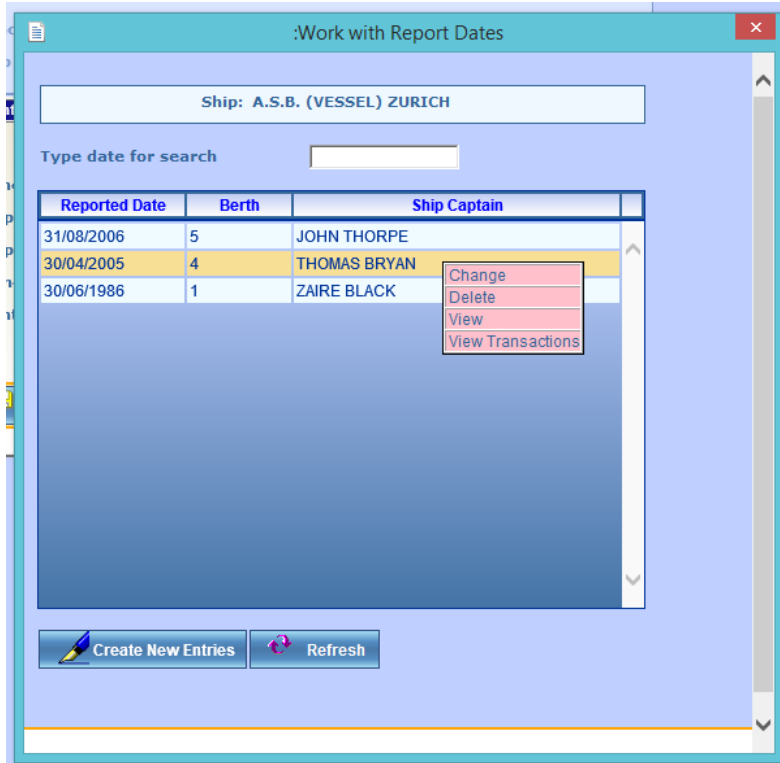 :Work with Report Dates
Ship: A.S.B. (VESSEL) ZURICH
Type date for search
Reported Date Berth Ship Captain
31/08/2006 5 JOHN THORPE
30/04/2005 4 THOMAS BRYAN
30/06/1986 1 ZAIRE BLACK
Change
Delete
View
View Transactions
Create New Entries Refresh